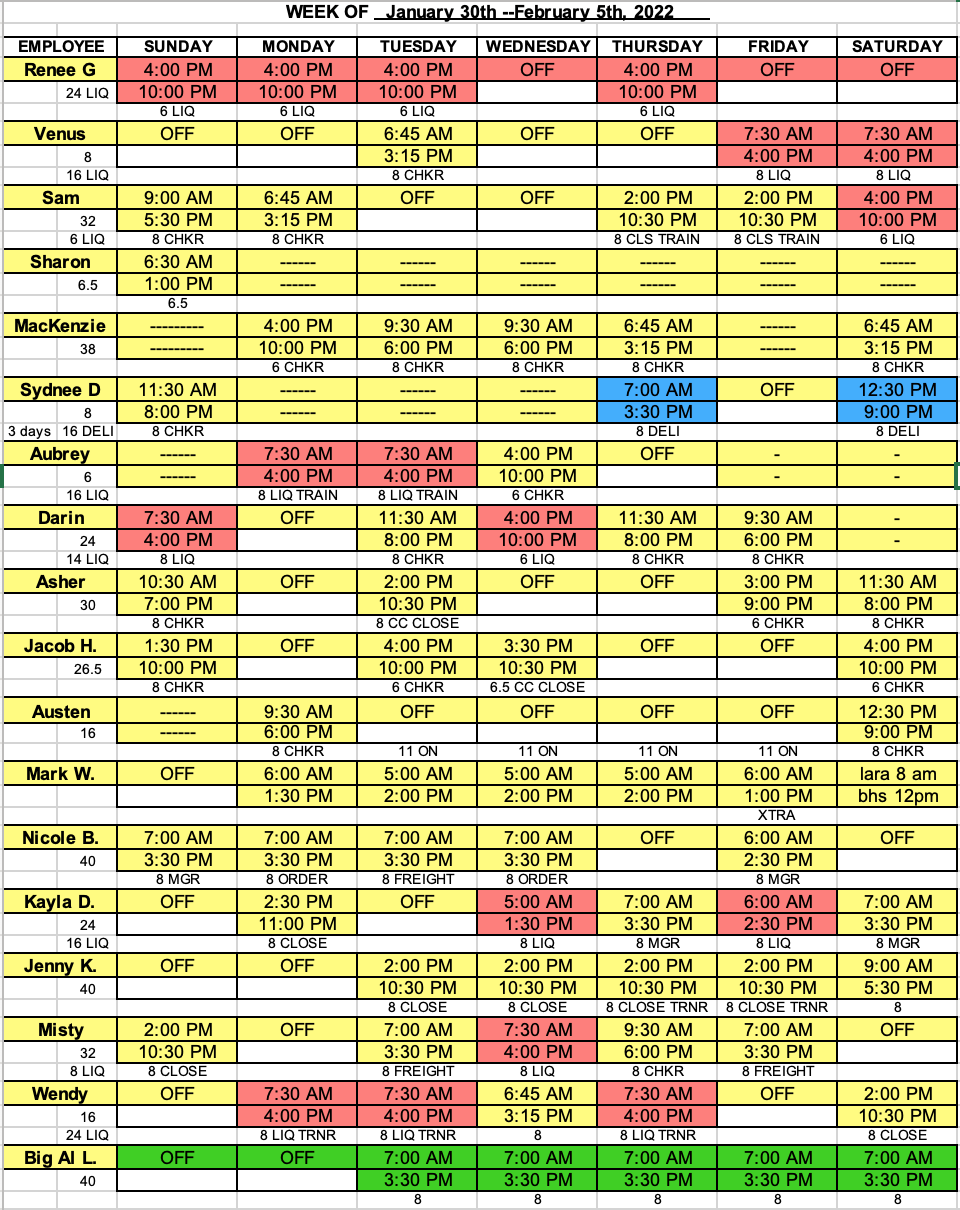 WEEK OF January 30th --February 5th, 2022
EMPLOYEE SUNDAY MONDAY TUESDAY WEDNESDAY THURSDAY FRIDAY SATURDAY
Renee G 4:00 PM 4:00 PM 4:00 PM OFF 4:00 PM OFF OFF
24 LIQ 10:00 PM 10:00 PM 10:00 PM 10:00 PM
6 LIQ 6 LIQ 6 LIQ 6 LIQ
Venus OFF OFF 6:45 AM OFF OFF 7:30 AM 7:30 AM
8 3:15 PM 4:00 PM 4:00 PM
16 LIQ 8 CHKR 8 LIQ 8 LIQ
Sam 9:00 AM 6:45 AM OFF OFF 2:00 PM 2:00 PM 4:00 PM
32 5:30 PM 3:15 PM 10:30 PM 10:30 PM 10:00 PM
6 LIQ 8 CHKR 8 CHKR 8 CLS TRAIN 8 CLS TRAIN 6 LIQ
Sharon 6:30 AM ------ ------ ------ ------ ------ ------
6.5 1:00 PM ------ ------ ------ ------ ------ ------
6.5
MacKenzie --------- 4:00 PM 9:30 AM 9:30 AM 6:45 AM ------ 6:45 AM
38 --------- 10:00 PM 6:00 PM 6:00 PM 3:15 PM ------ 3:15 PM
6 CHKR 8 CHKR 8 CHKR 8 CHKR 8 CHKR
Sydnee D 11:30 AM ------ ------ ------ 7:00 AM OFF 12:30 PM
8 8:00 PM ------ ------ ------ 3:30 PM 9:00 PM
3 days 16 DELI 8 CHKR 8 DELI 8 DELI
Aubrey ------ 7:30 AM 7:30 AM 4:00 PM OFF - -
6 ------ 4:00 PM 4:00 PM 10:00 PM - -
16 LIQ 8 LIQ TRAIN 8 LIQ TRAIN 6 CHKR
Darin 7:30 AM OFF 11:30 AM 4:00 PM 11:30 AM 9:30 AM -
24 4:00 PM 8:00 PM 10:00 PM 8:00 PM 6:00 PM -
14 LIQ 8 LIQ 8 CHKR 6 LIQ 8 CHKR 8 CHKR
Asher 10:30 AM OFF 2:00 PM OFF OFF 3:00 PM 11:30 AM
30 7:00 PM 10:30 PM 9:00 PM 8:00 PM
8 CHKR 8 CC CLOSE 6 CHKR 8 CHKR
Jacob H. 1:30 PM OFF 4:00 PM 3:30 PM OFF OFF 4:00 PM
26.5 10:00 PM 10:00 PM 10:30 PM 10:00 PM
8 CHKR 6 CHKR 6.5 CC CLOSE 6 CHKR
Austen ------ 9:30 AM OFF OFF OFF OFF 12:30 PM
16 ------ 6:00 PM 9:00 PM
8 CHKR 11 ON 11 ON 11 ON 11 ON 8 CHKR
Mark W. OFF 6:00 AM 5:00 AM 5:00 AM 5:00 AM 6:00 AM lara 8 am
1:30 PM 2:00 PM 2:00 PM 2:00 PM 1:00 PM bhs 12pm
XTRA
Nicole B. 7:00 AM 7:00 AM 7:00 AM 7:00 AM OFF 6:00 AM OFF
40 3:30 PM 3:30 PM 3:30 PM 3:30 PM 2:30 PM
8 MGR 8 ORDER 8 FREIGHT 8 ORDER 8 MGR
Kayla D. OFF 2:30 PM OFF 5:00 AM 7:00 AM 6:00 AM 7:00 AM
24 11:00 PM 1:30 PM 3:30 PM 2:30 PM 3:30 PM
16 LIQ 8 CLOSE 8 LIQ 8 MGR 8 LIQ 8 MGR
Jenny K. OFF OFF 2:00 PM 2:00 PM 2:00 PM 2:00 PM 9:00 AM
40 10:30 PM 10:30 PM 10:30 PM 10:30 PM 5:30 PM
8 CLOSE 8 CLOSE 8 CLOSE TRNR 8 CLOSE TRNR 8
Misty 2:00 PM OFF 7:00 AM 7:30 AM 9:30 AM 7:00 AM OFF
32 10:30 PM 3:30 PM 4:00 PM 6:00 PM 3:30 PM
8 LIQ 8 CLOSE 8 FREIGHT 8 LIQ 8 CHKR 8 FREIGHT
Wendy OFF 7:30 AM 7:30 AM 6:45 AM 7:30 AM OFF 2:00 PM
16 4:00 PM 4:00 PM 3:15 PM 4:00 PM 10:30 PM
24 LIQ 8 LIQ TRNR 8 LIQ TRNR 8 8 LIQ TRNR 8 CLOSE
Big Al L. OFF OFF 7:00 AM 7:00 AM 7:00 AM 7:00 AM 7:00 AM
40 3:30 PM 3:30 PM 3:30 PM 3:30 PM 3:30 PM
8 8 8 8 8